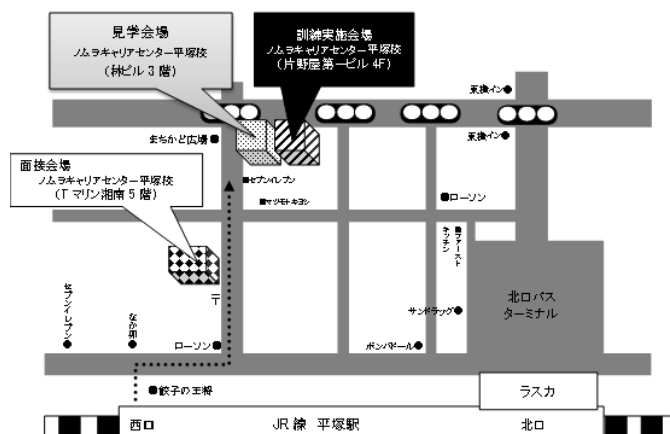 見学会場
ノムラキャリアセンター平塚校
(林ビル 3 階)
訓練実施会場
ノムラキャリアセンター平塚校
(片野屋第一ビル 4F)
東横イン
まちかど広場
東横イン
面接会場
ノムラキャリアセンター平塚校
(T マリン湘南 5 階)
セブンイレブン
マツモトキヨシ
ローソン
ファースト
キッチン
〒
北口バス
ターミナル
セブンイレブン
なか卯
ローソン
サンドラッグ
ボンパドール
餃子の王将
ラスカ
西口
JR 線 平塚駅
北口